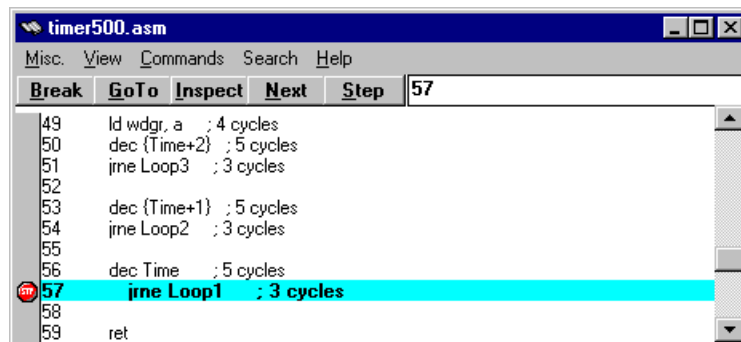 timer500.asm
Misc. View Commands Search Help
Break GoTo Inspect Next Step 57
49 ld wdgr, a ; 4 cycles
50 dec {Time+2} ; 5 cycles
51 jrne Loop3 ; 3 cycles
52
53 dec {Time+1} ; 5 cycles
54 jrne Loop2 ; 3 cycles
55
56 dec Time ; 5 cycles
STP 57 jrne Loop1 ; 3 cycles
58
59 ret